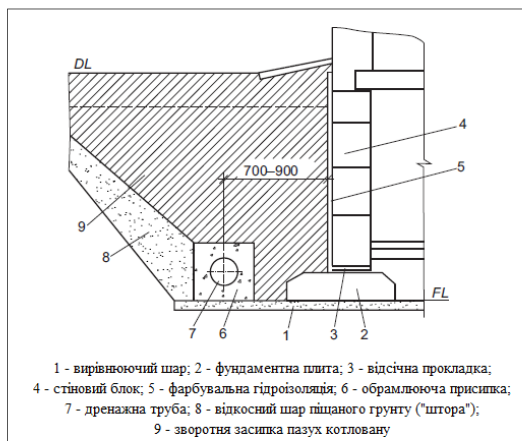 DL
700–900
4
5
9
8
7
6
1
3
2
FL
1 - вирівнюючий шар; 2 - фундаментна плита; 3 - відсічна прокладка;
4 - стіновий блок; 5 - фарбувальна гідроізоляція; 6 - обрамлююча присипка;
7 - дренажна труба; 8 - відкосний шар піщаного грунту ("штора");
9 - зворотня засипка пазух котловану